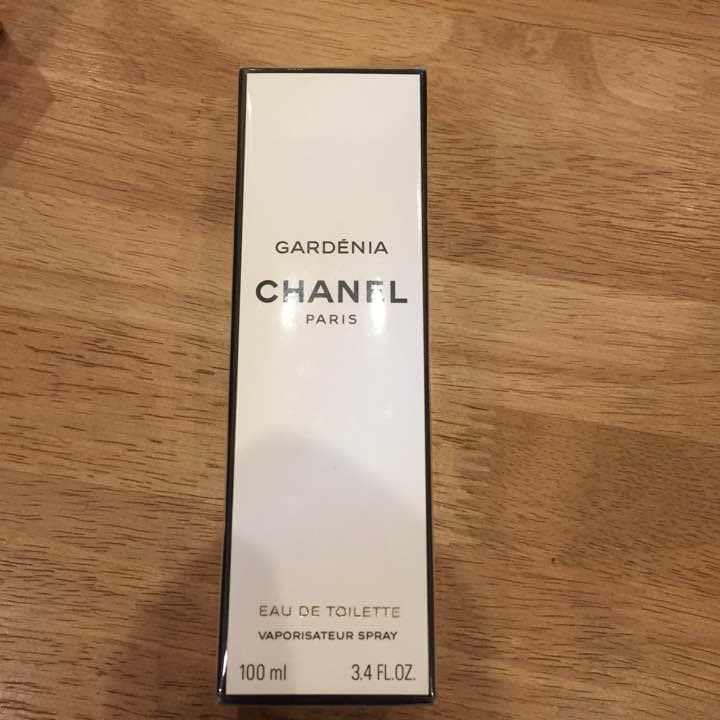 GARDÉNIA
CHANEL
PARIS
EAU DE TOILETTE
VAPORISATEUR SPRAY
100 ml 3.4 FL.OZ.